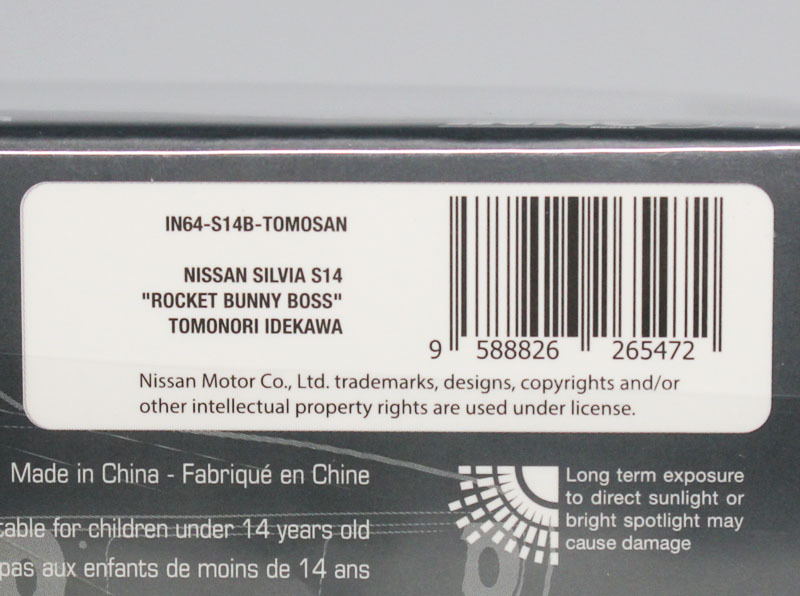 IN64-S14B-TOMOSAN
NISSAN SILVIA S14
"ROCKET BUNNY BOSS"
TOMONORI IDEKAWA
9 588826 265472
Nissan Motor Co., Ltd. trademarks, designs, copyrights and/or
other intellectual property rights are used under license.
Made in China - Fabriqué en Chine
for children under 14 years old
pas aux enfants de moins de 14 ans
Long term exposure
to direct sunlight or
bright spotlight may
cause damage